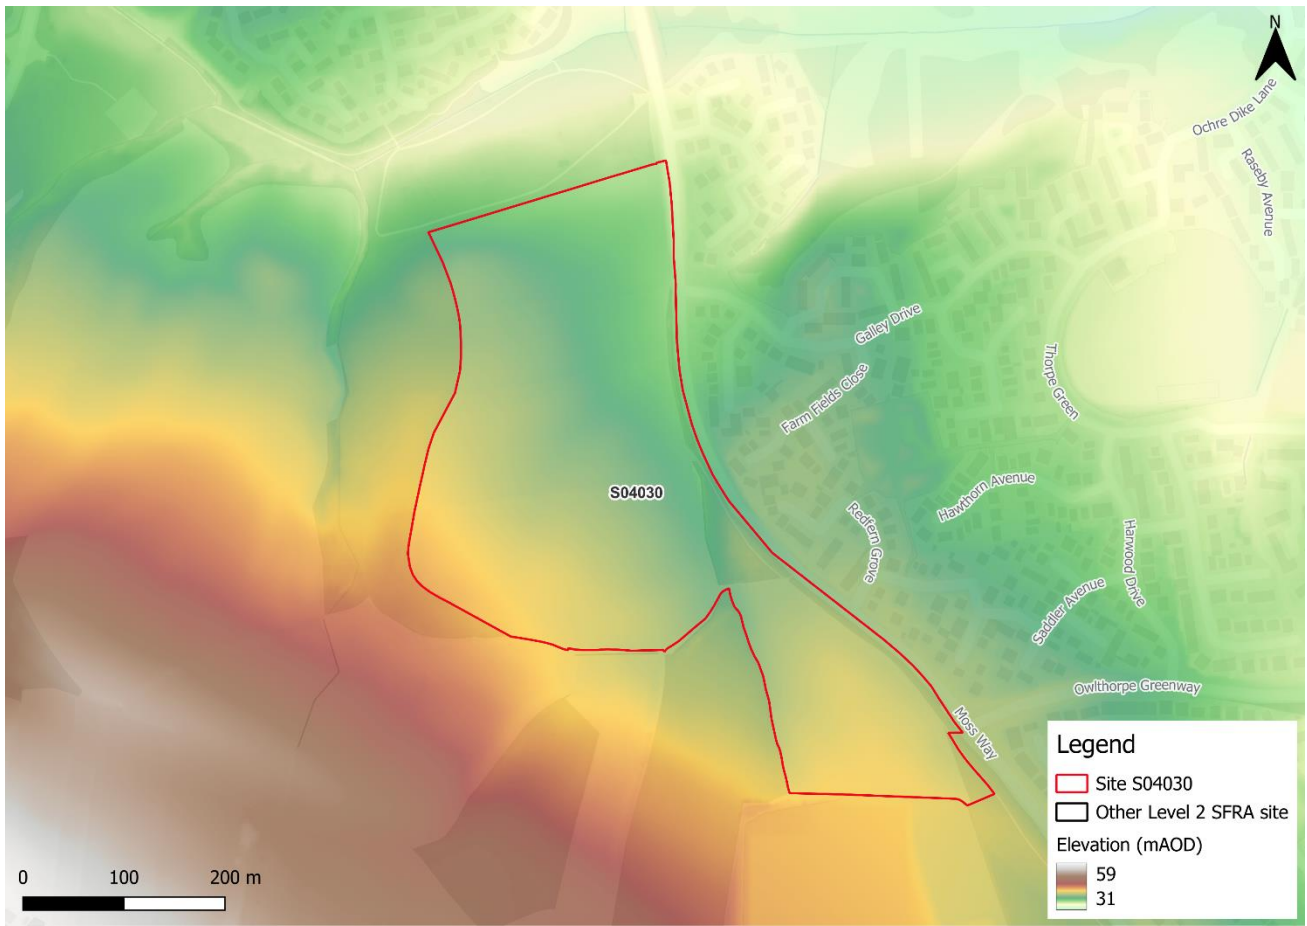 N
Ochre Dike Lane
Raseby Avenue
Galley Drive
Thorpe Green
Farm Fields Close
S04030
Hawthorn Avenue
Redfern Grove
Harwood Drive
Saddler Avenue
Owlthorpe Greenway
Moss Way
Legend
Site S04030
Other Level 2 SFRA site
Elevation (mAOD)
59
31
0 100 200 m